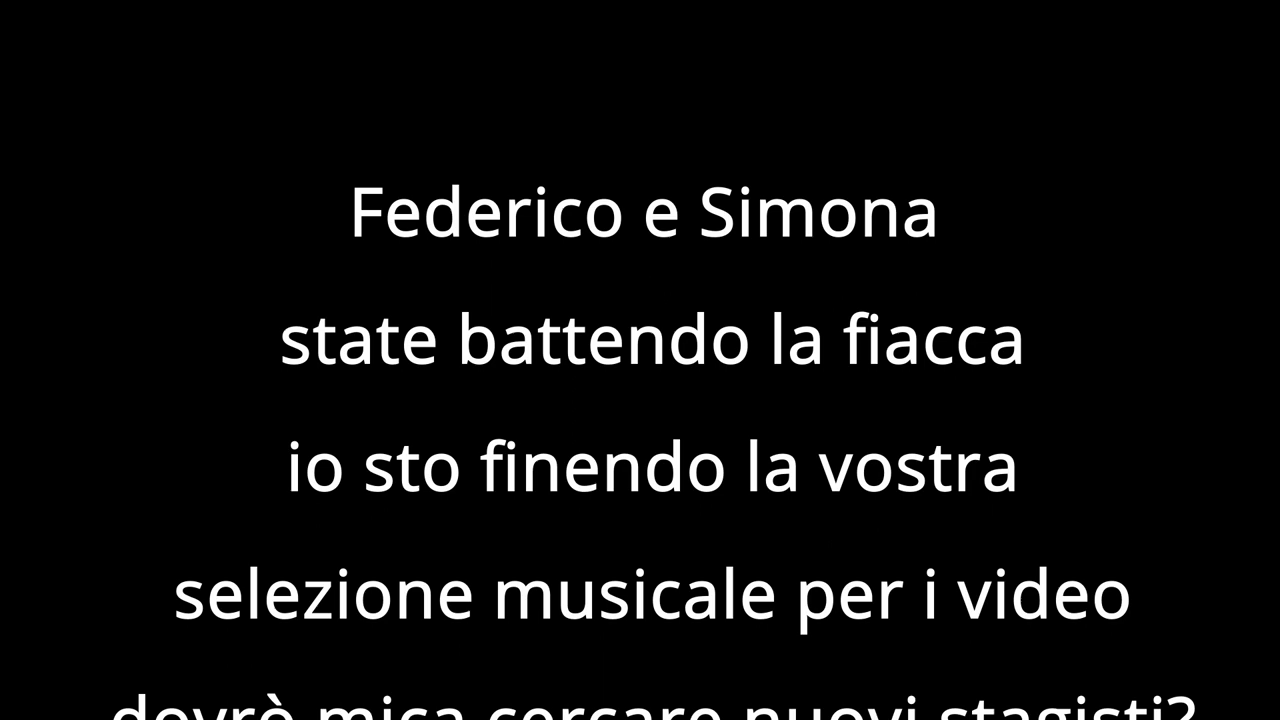 Federico e Simona
state battendo la fiacca
io sto finendo la vostra
selezione musicale per i video
dovrò mica cercare nuovi stagisti?